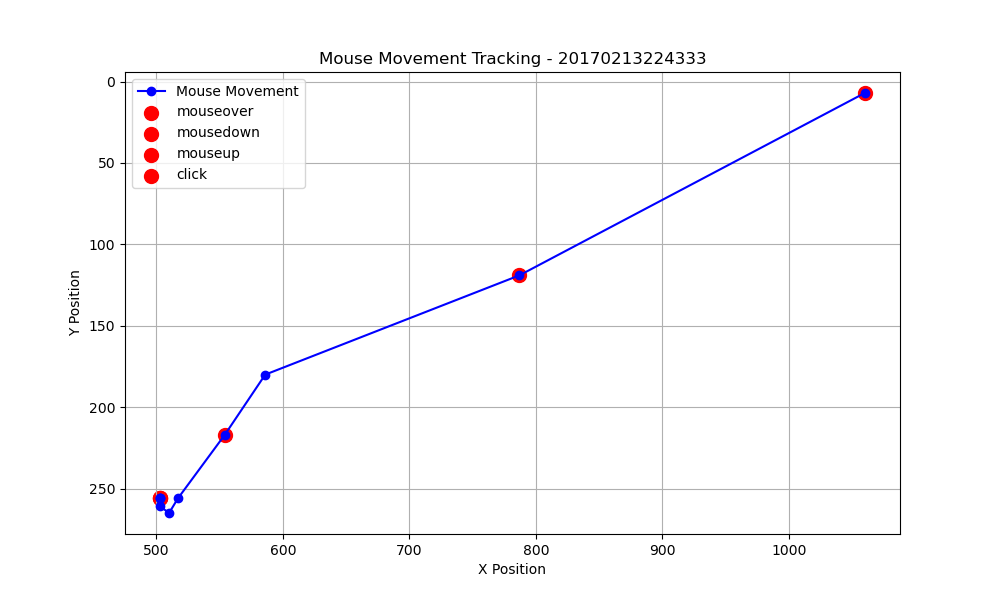 Mouse Movement Tracking - 20170213224333
0
50
100
150
200
250
Y Position
Mouse Movement
mouseover
mousedown
mouseup
click
500
600
700
800
900
1000
X Position